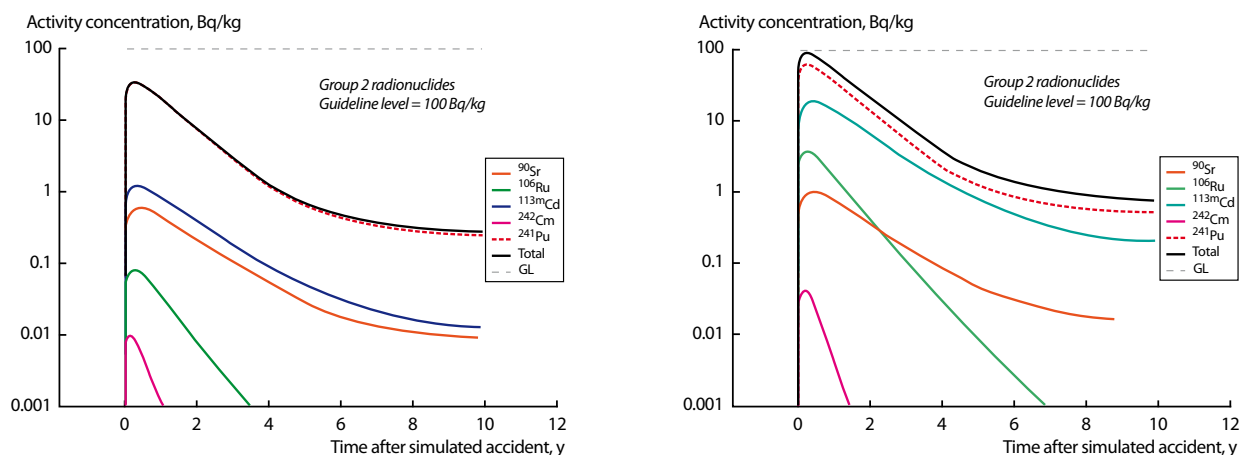 Activity concentration, Bq/kg
100
10
1
0.1
0.01
0.001
Group 2 radionuclides
Guideline level = 100 Bq/kg
⁹⁰Sr
¹⁰⁶Ru
¹¹³ᵐCd
²⁴²Cm
²⁴¹Pu
Total
GL
0 2 4 6 8 10 12
Time after simulated accident, y
Activity concentration, Bq/kg
100
10
1
0.1
0.01
0.001
Group 2 radionuclides
Guideline level = 100 Bq/kg
⁹⁰Sr
¹⁰⁶Ru
¹¹³ᵐCd
²⁴²Cm
²⁴¹Pu
Total
GL
0 2 4 6 8 10 12
Time after simulated accident, y